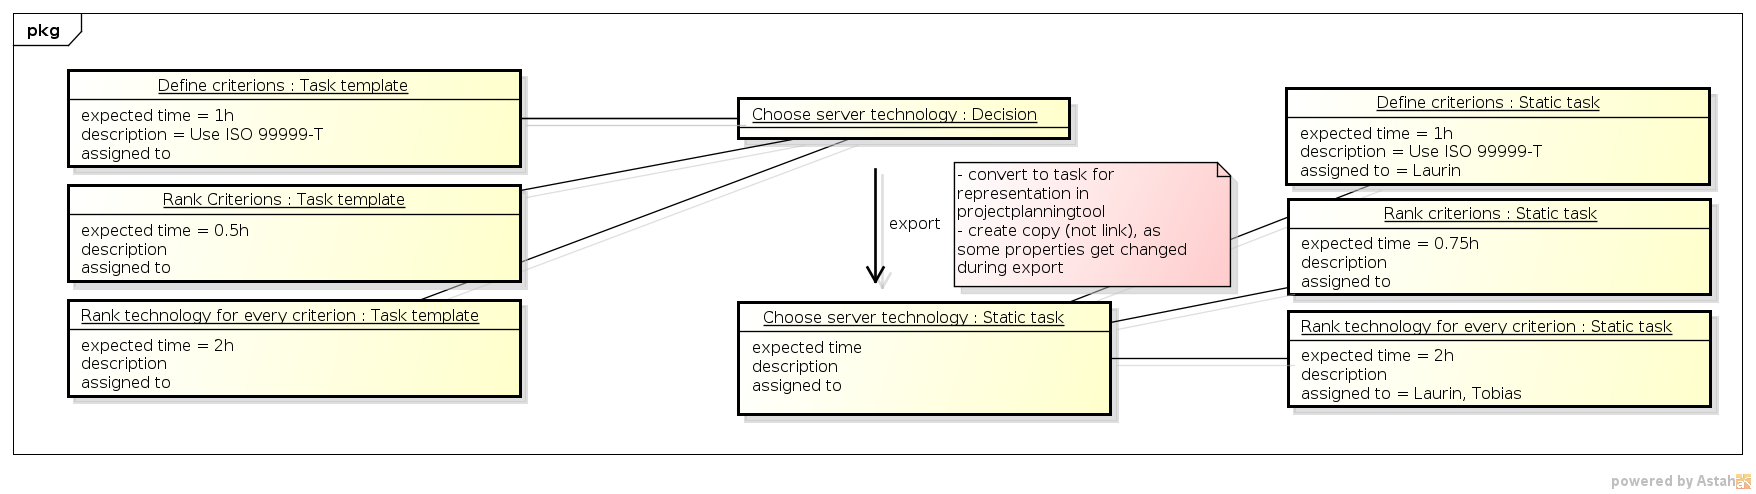 pkg
Define criterions : Task template
expected time = 1h
description = Use ISO 99999-T
assigned to
Rank Criterions : Task template
expected time = 0.5h
description
assigned to
Rank technology for every criterion : Task template
expected time = 2h
description
assigned to
Choose server technology : Decision
export
- convert to task for
representation in
projectplanningtool
- create copy (not link), as
some properties get changed
during export
Choose server technology : Static task
expected time
description
assigned to
Define criterions : Static task
expected time = 1h
description = Use ISO 99999-T
assigned to = Laurin
Rank criterions : Static task
expected time = 0.75h
description
assigned to
Rank technology for every criterion : Static task
expected time = 2h
description
assigned to = Laurin, Tobias
powered by Astah